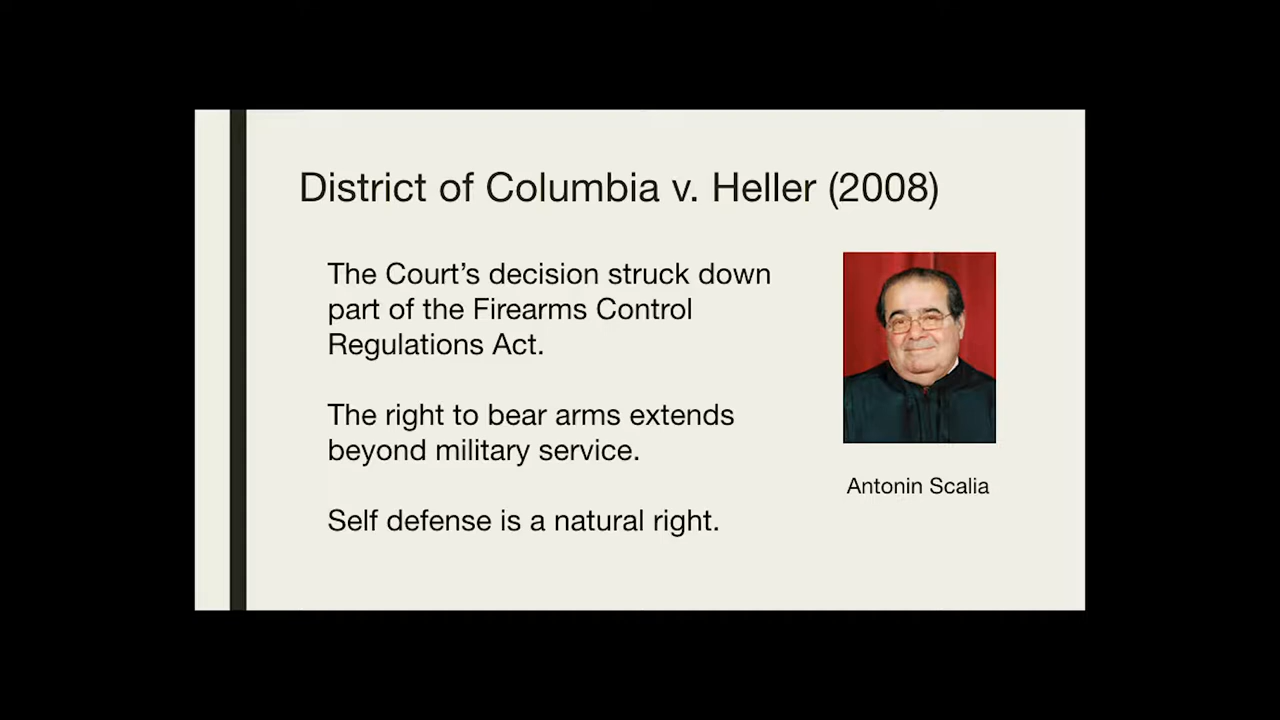 District of Columbia v. Heller (2008)
The Court’s decision struck down
part of the Firearms Control
Regulations Act.
The right to bear arms extends
beyond military service.
Self defense is a natural right.
Antonin Scalia